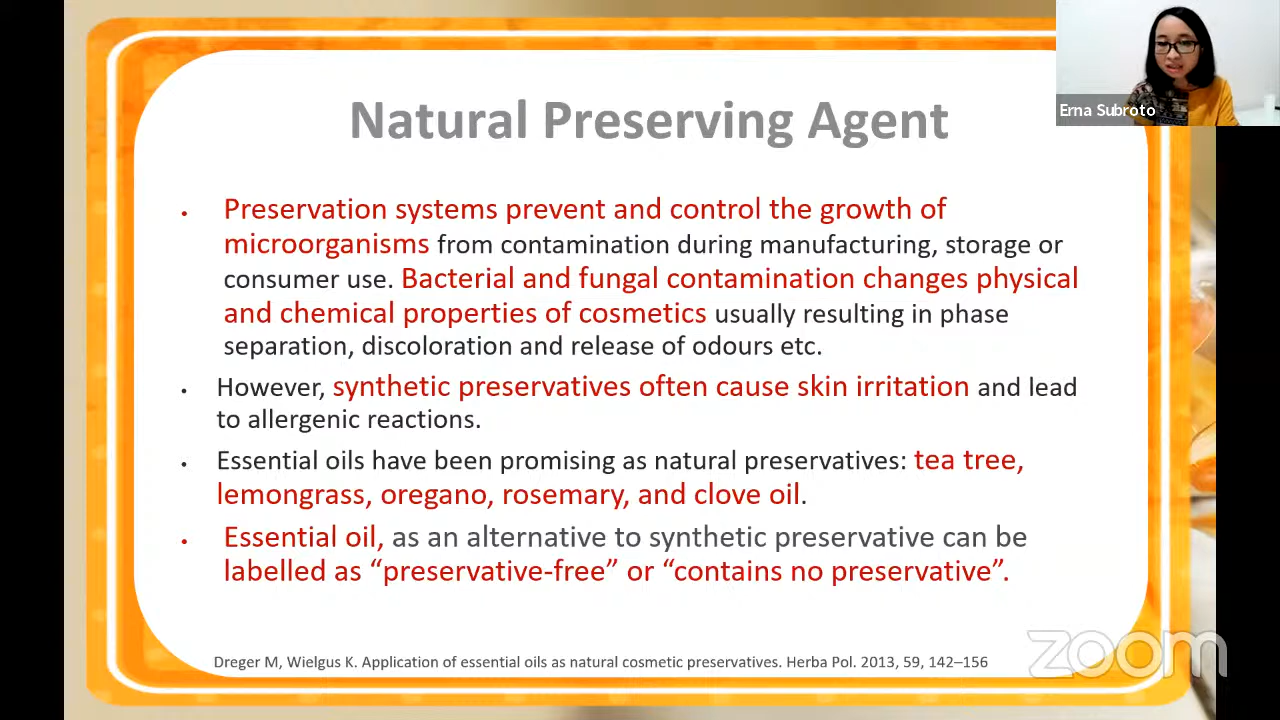 Erna Subroto
Natural Preserving Agent
• Preservation systems prevent and control the growth of
microorganisms from contamination during manufacturing, storage or
consumer use. Bacterial and fungal contamination changes physical
and chemical properties of cosmetics usually resulting in phase
separation, discoloration and release of odours etc.
• However, synthetic preservatives often cause skin irritation and lead
to allergenic reactions.
• Essential oils have been promising as natural preservatives: tea tree,
lemongrass, oregano, rosemary, and clove oil.
• Essential oil, as an alternative to synthetic preservative can be
labelled as “preservative-free” or “contains no preservative”.
Dreger M, Wielgus K. Application of essential oils as natural cosmetic preservatives. Herba Pol. 2013, 59, 142–156
zoom